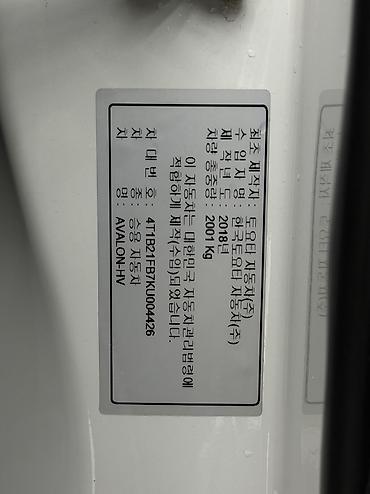 최초 제작자 : 토요타 자동차(주)
수 입 자 명 : 한국토요타 자동차(주)
제 작 년 도 : 2018년
차량 총중량 : 2001 Kg
이 자동차는 대한민국 자동차관리법령에
적합하게 제작(수입)되었습니다.
차 대 번 호 : 4T1B21FB7KU004426
차 종 : 승용 자동차
차 명 : AVALON-HV